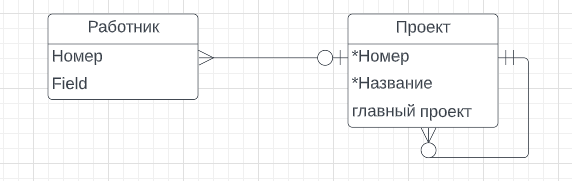 Работник
Номер
Field
Проект
*Номер
*Название
главный проект